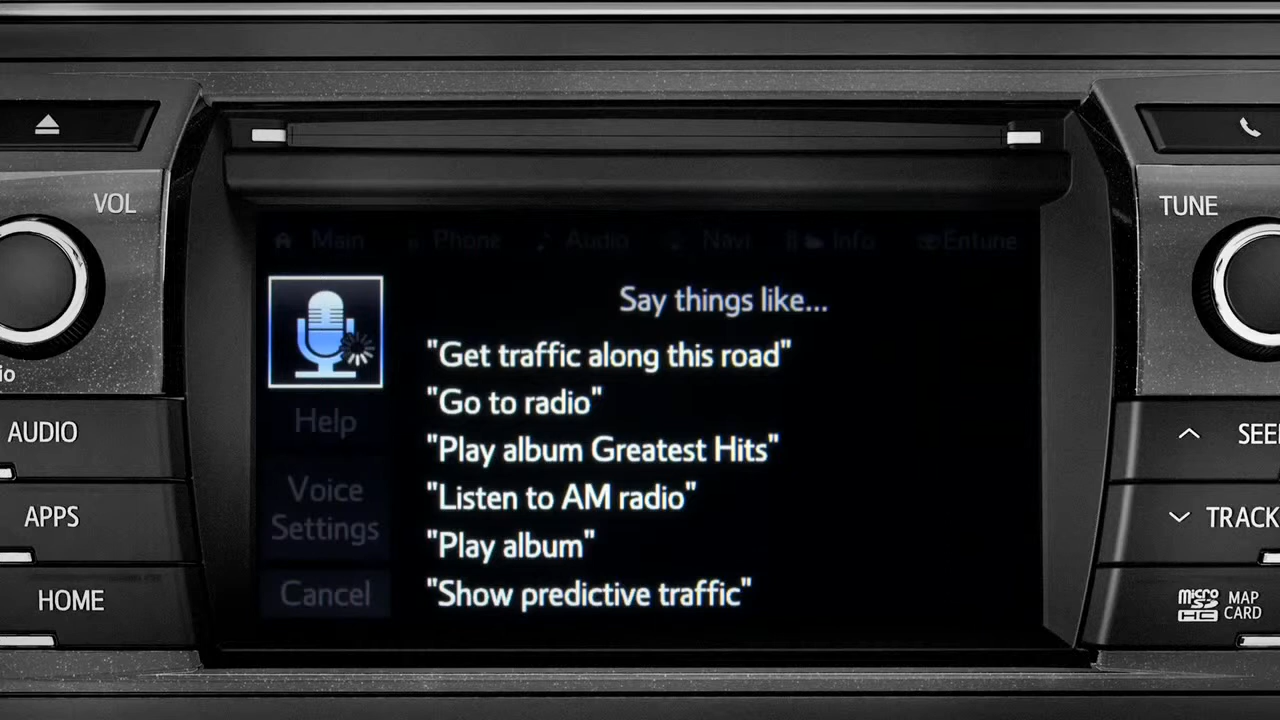 VOL
TUNE
Main Phone Audio Navi Info Entune
Say things like...
"Get traffic along this road"
"Go to radio"
"Play album Greatest Hits"
"Listen to AM radio"
"Play album"
"Show predictive traffic"
Help
Voice
Settings
Cancel
io
AUDIO
APPS
HOME
SEE
TRACK
micro
SD
HC
MAP
CARD